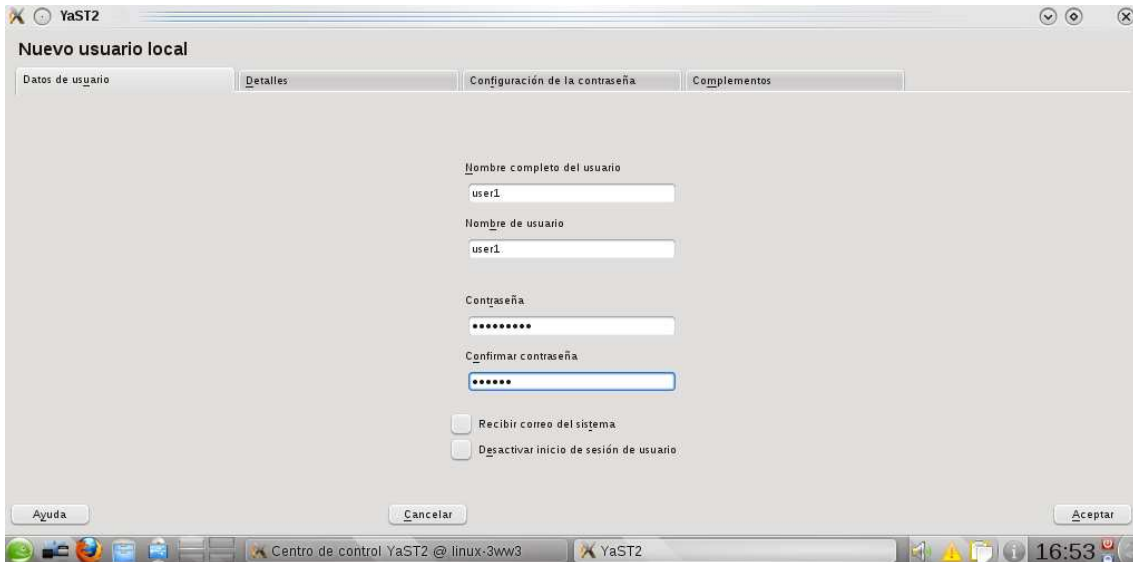 YaST2
Nuevo usuario local
Datos de usuario
Detalles
Configuración de la contraseña
Complementos
Nombre completo del usuario
user1
Nombre de usuario
user1
Contraseña
•••••••••
Confirmar contraseña
••••••
Recibir correo del sistema
Desactivar inicio de sesión de usuario
Ayuda
Cancelar
Aceptar
Centro de control YaST2 @ linux-3ww3
YaST2
16:53